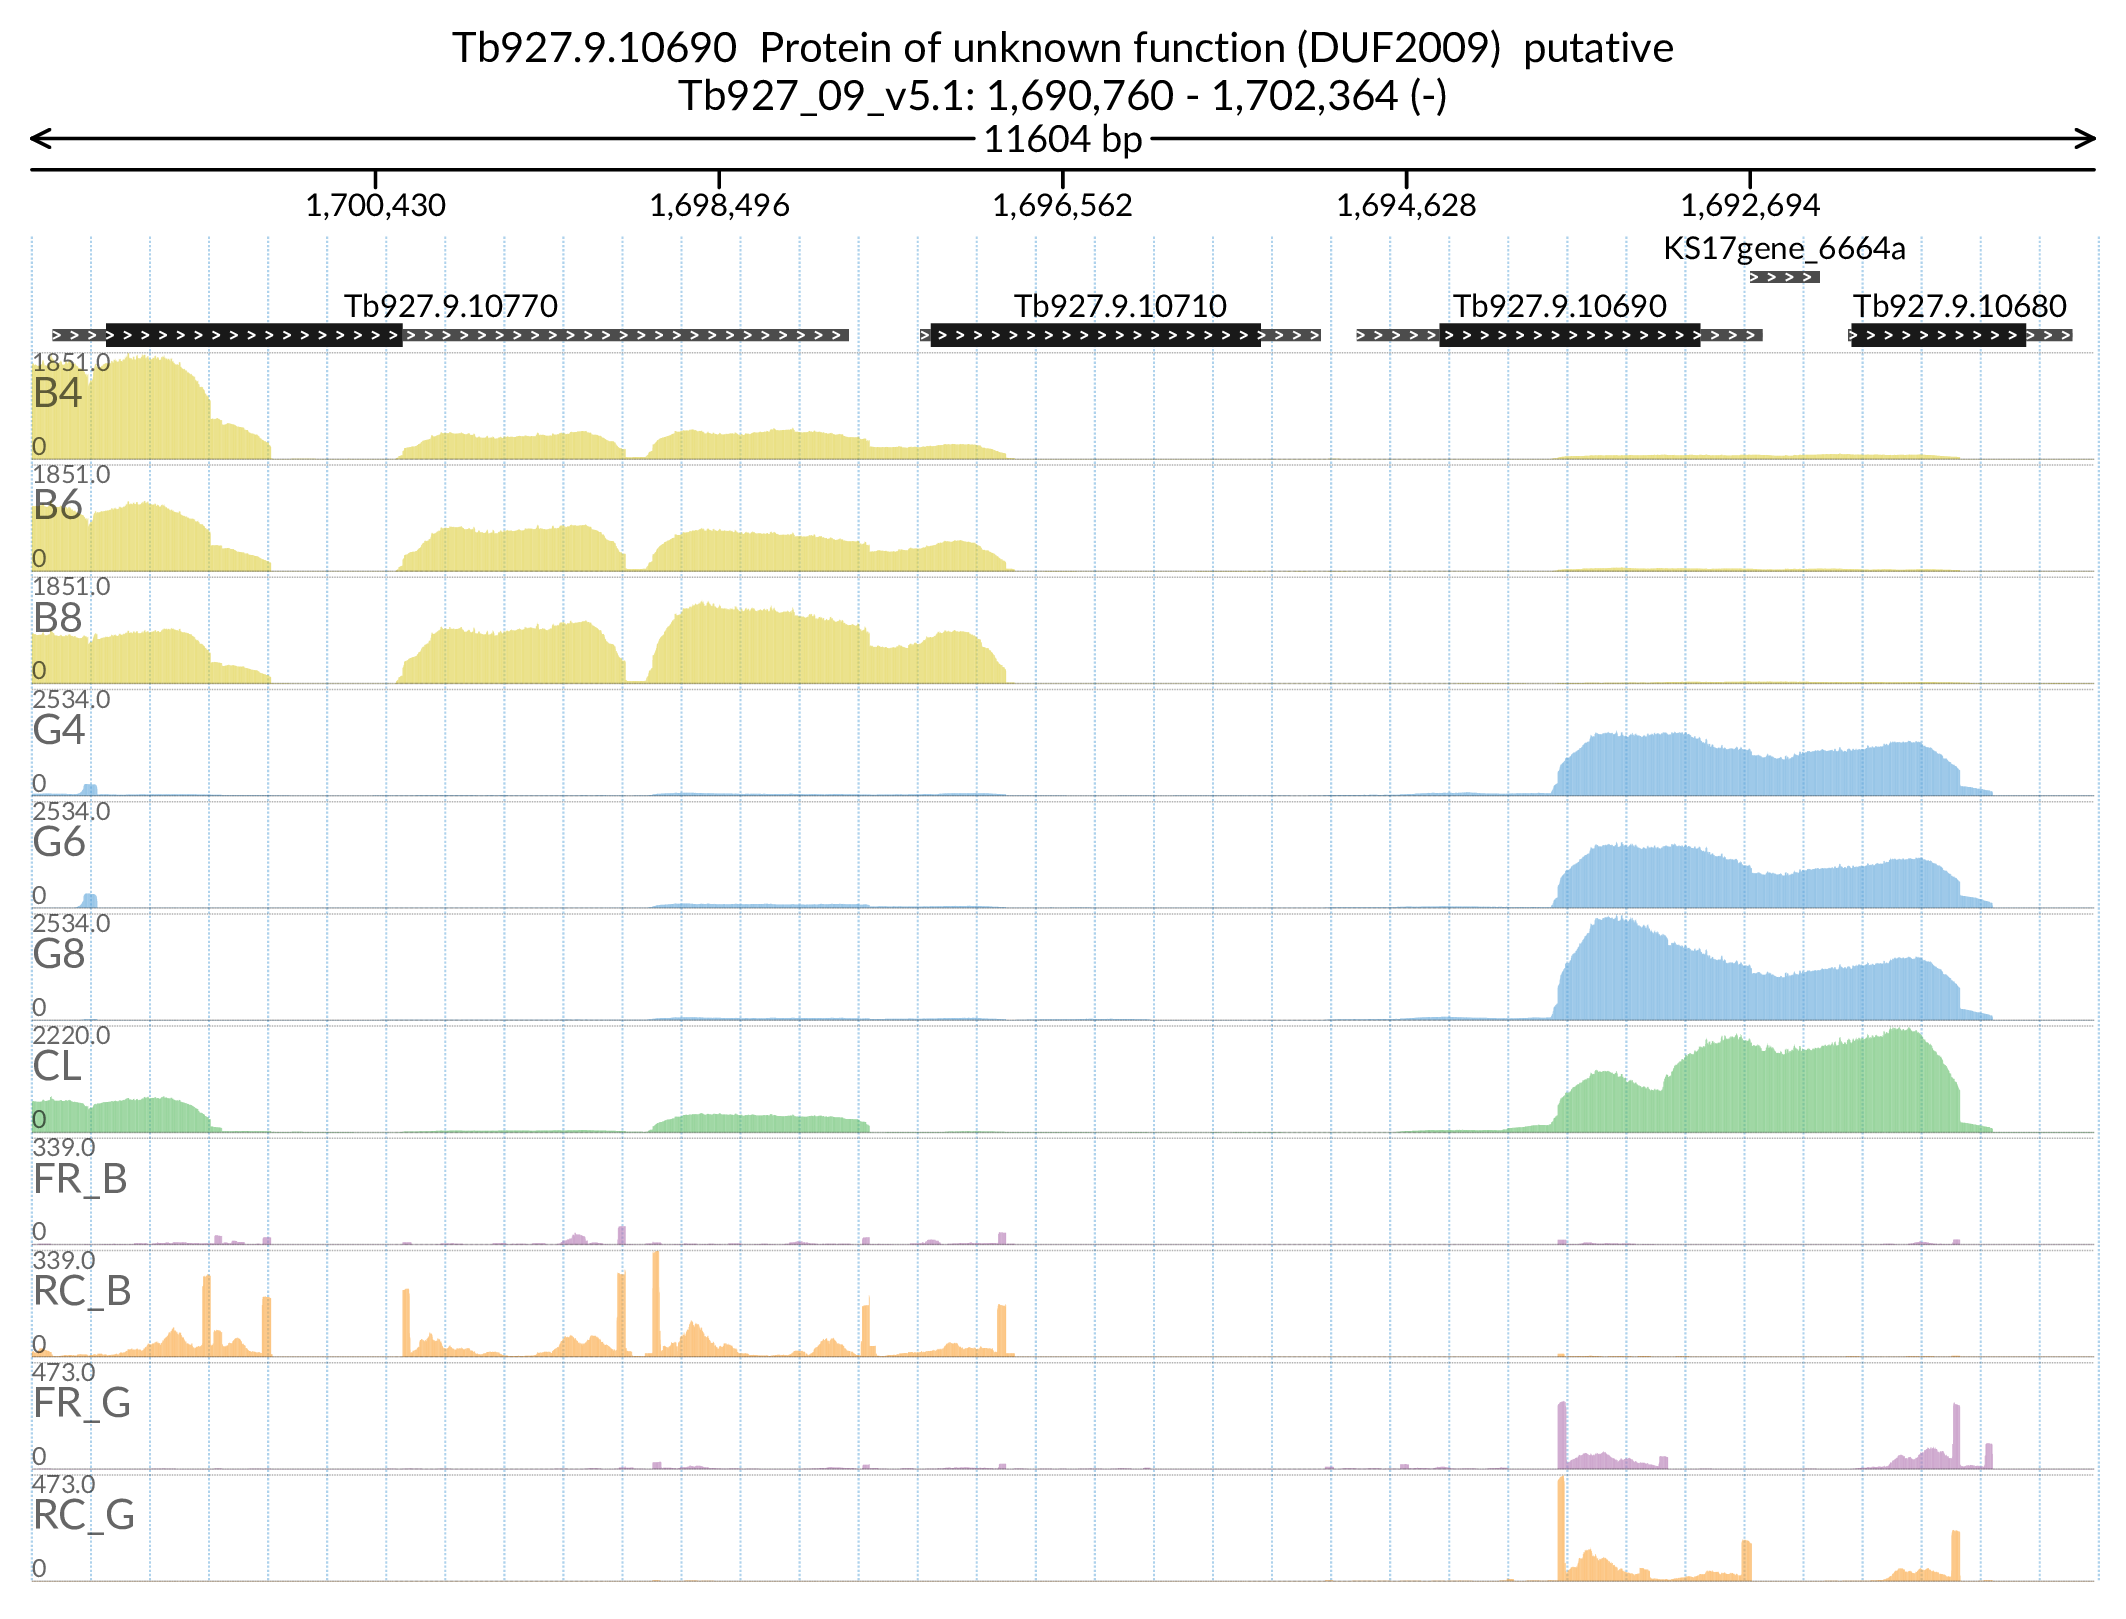 Tb927.9.10690 Protein of unknown function (DUF2009) putative
Tb927_09_v5.1: 1,690,760 - 1,702,364 (-)
11604 bp
1,700,430 1,698,496 1,696,562 1,694,628 1,692,694
KS17gene_6664a
Tb927.9.10770 Tb927.9.10710 Tb927.9.10690 Tb927.9.10680
1851.0
B4
0
1851.0
B6
0
1851.0
B8
0
2534.0
G4
0
2534.0
G6
0
2534.0
G8
0
2220.0
CL
0
339.0
FR_B
0
339.0
RC_B
0
473.0
FR_G
0
473.0
RC_G
0